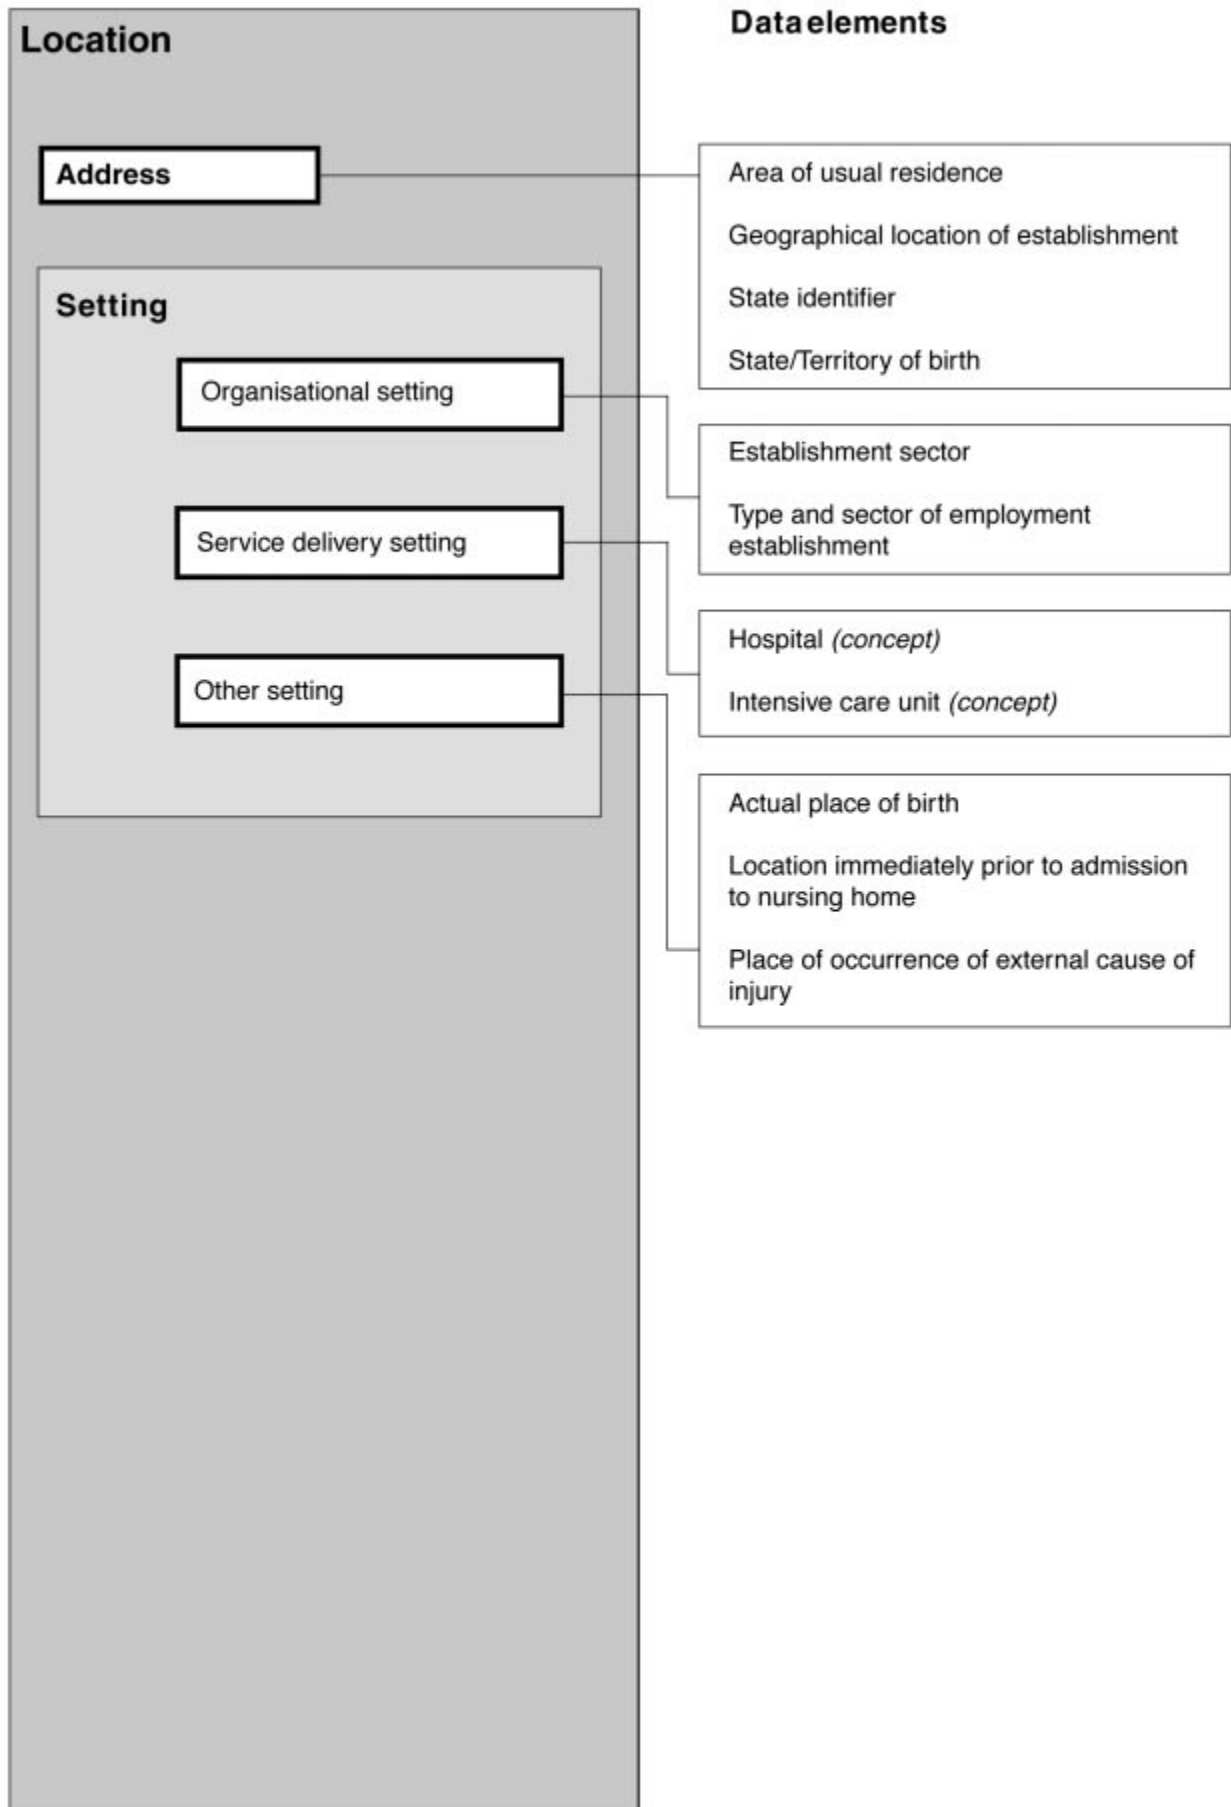 Location
Data elements
Address
Area of usual residence
Geographical location of establishment
State identifier
State/Territory of birth
Setting
Organisational setting
Establishment sector
Type and sector of employment
establishment
Service delivery setting
Hospital (concept)
Intensive care unit (concept)
Other setting
Actual place of birth
Location immediately prior to admission
to nursing home
Place of occurrence of external cause of
injury